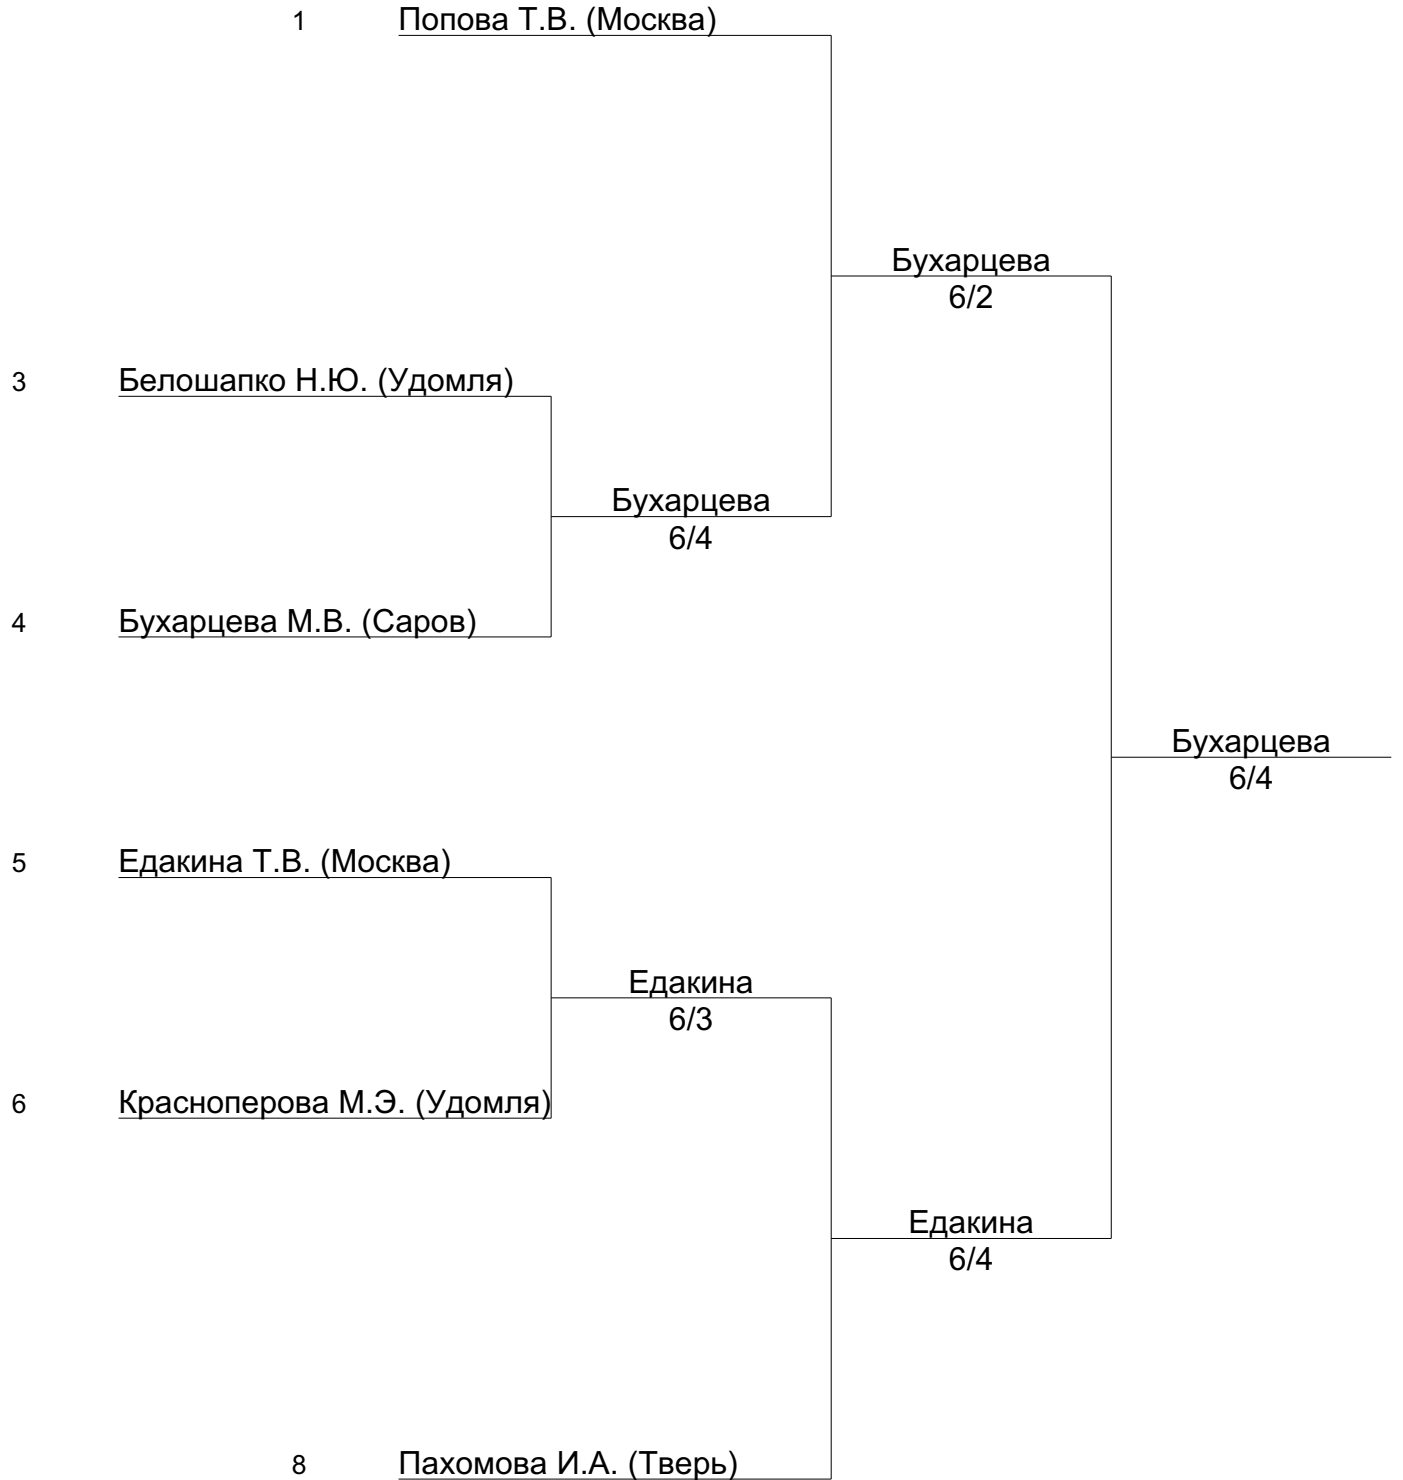 1 Попова Т.В. (Москва)
Бухарцева
6/2
3 Белошапко Н.Ю. (Удомля)
Бухарцева
6/4
4 Бухарцева М.В. (Саров)
Бухарцева
6/4
5 Едакина Т.В. (Москва)
Едакина
6/3
6 Красноперова М.Э. (Удомля)
Едакина
6/4
8 Пахомова И.А. (Тверь)